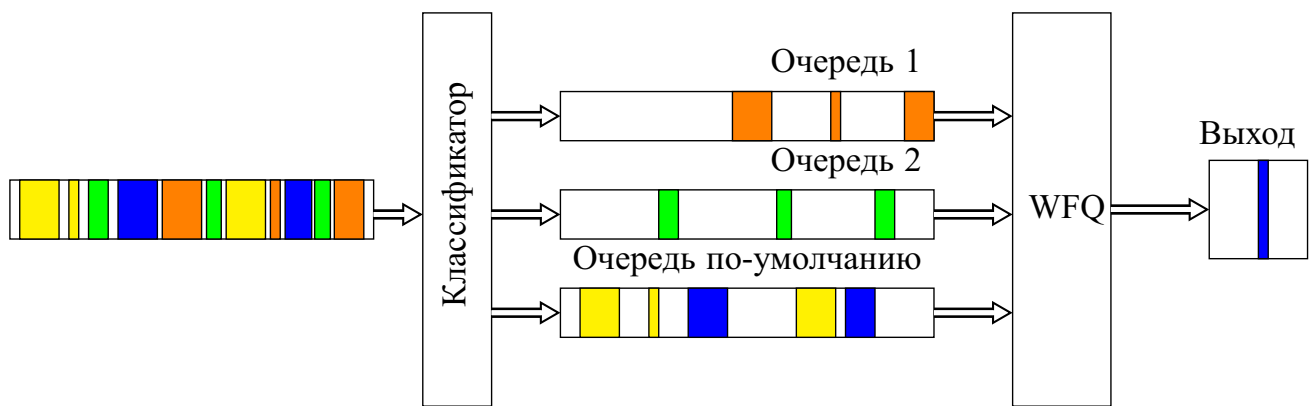 Классификатор
Очередь 1
Очередь 2
Очередь по-умолчанию
WFQ
Выход